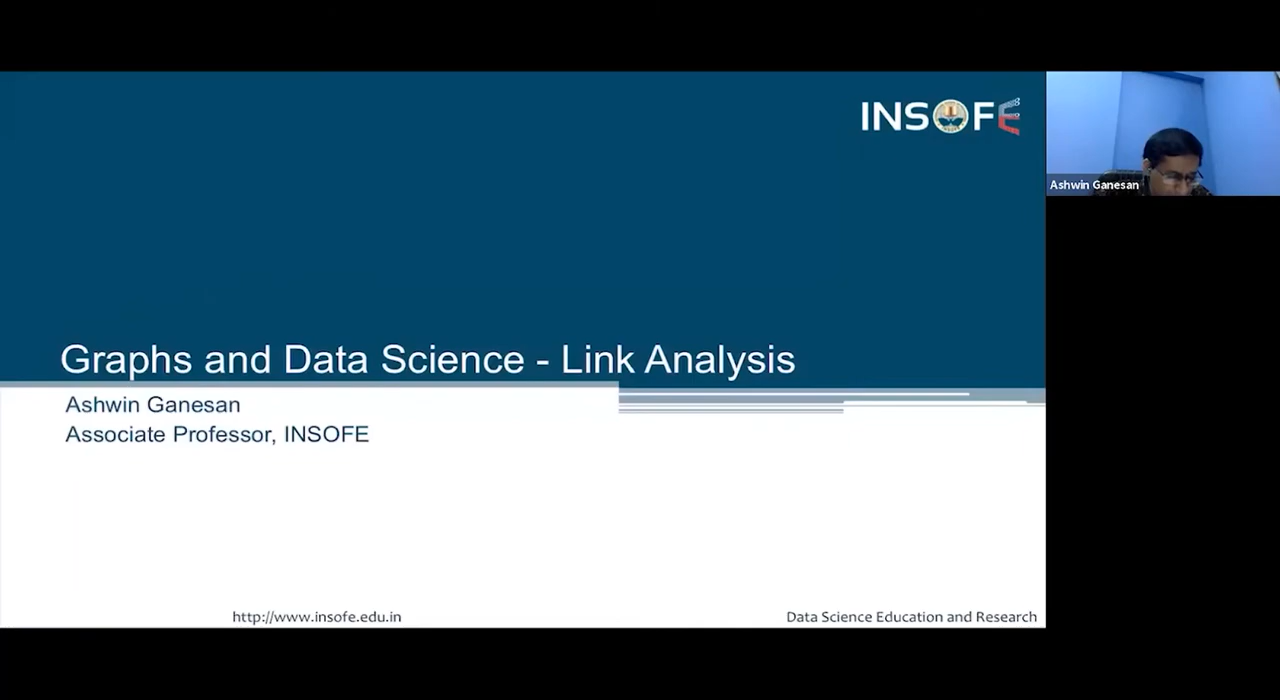 INSOFE
Ashwin Ganesan
Graphs and Data Science - Link Analysis
Ashwin Ganesan
Associate Professor, INSOFE
http://www.insofe.edu.in
Data Science Education and Research